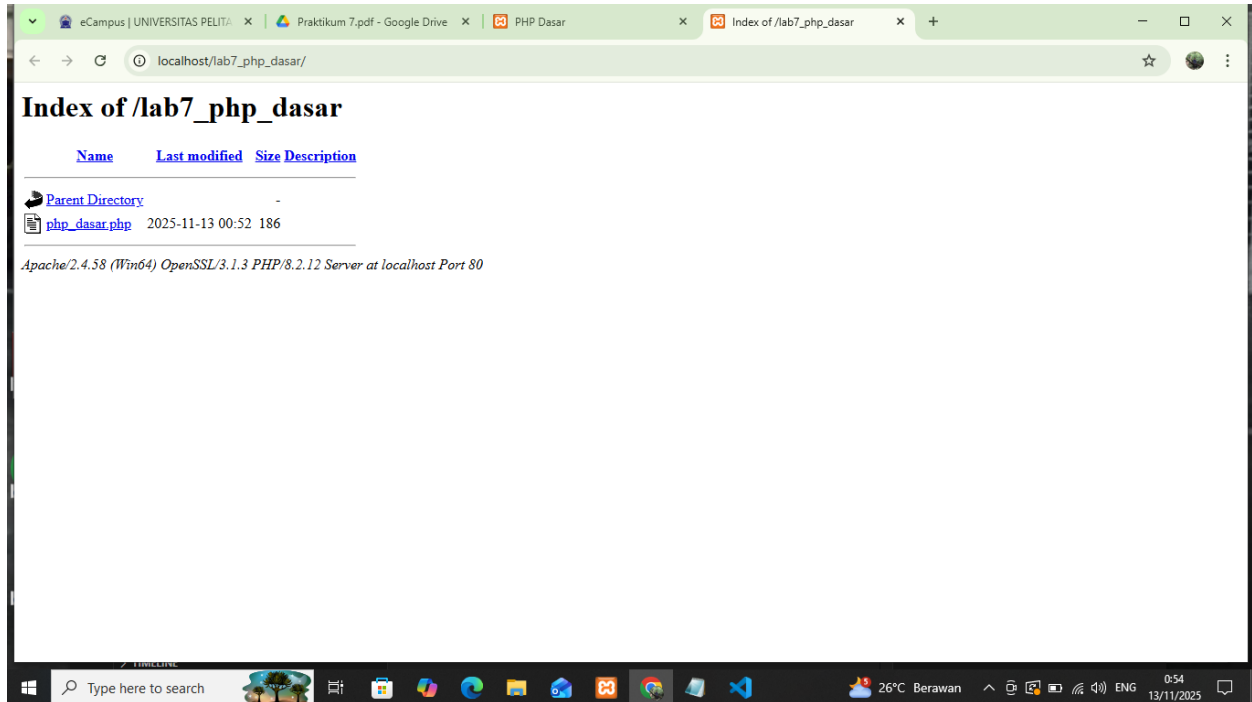 eCampus | UNIVERSITAS PELITA
Praktikum 7.pdf - Google Drive
PHP Dasar
Index of /lab7_php_dasar
localhost/lab7_php_dasar/
Index of /lab7_php_dasar
Name Last modified Size Description
Parent Directory -
php_dasar.php 2025-11-13 00:52 186
Apache/2.4.58 (Win64) OpenSSL/3.1.3 PHP/8.2.12 Server at localhost Port 80
TIMELINE
Type here to search
5
26°C Berawan
ENG
0:54
13/11/2025